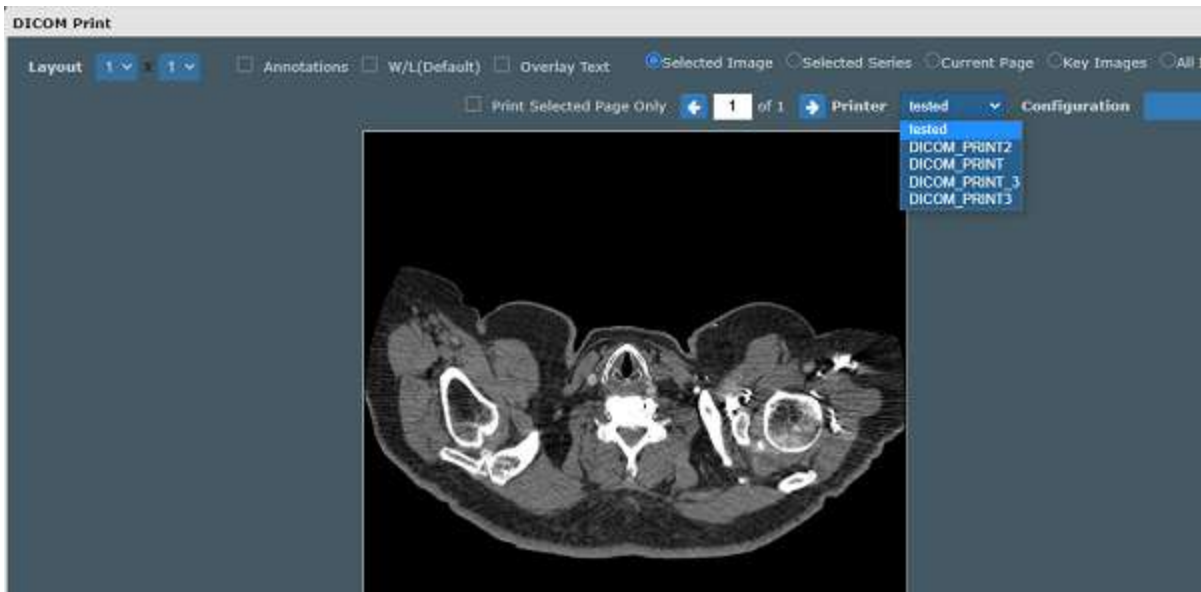 DICOM Print
Layout 1 x 1 Annotations W/L(Default) Overlay Text Selected Image Selected Series Current Page Key Images All
Print Selected Page Only 1 of 1 Printer tested Configuration
tested
DICOM_PRINT2
DICOM_PRINT
DICOM_PRINT_3
DICOM_PRINT3